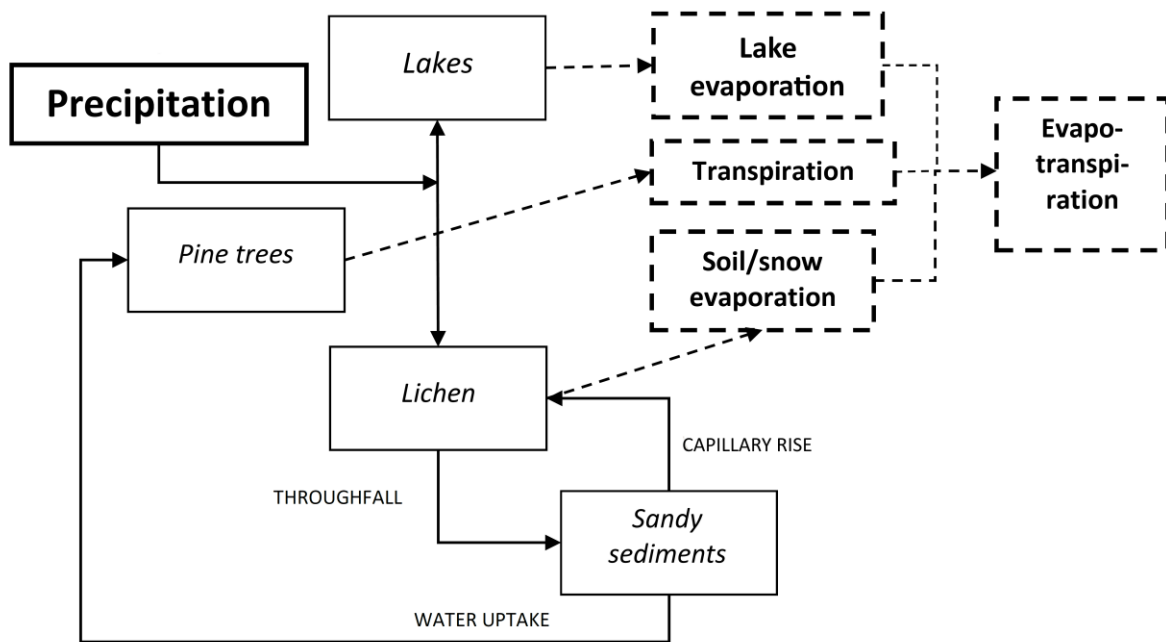 Lakes
Lake
evaporation
Precipitation
Evapo-
transpi-
ration
Transpiration
Pine trees
Soil/snow
evaporation
Lichen
CAPILLARY RISE
THROUGHFALL
Sandy
sediments
WATER UPTAKE